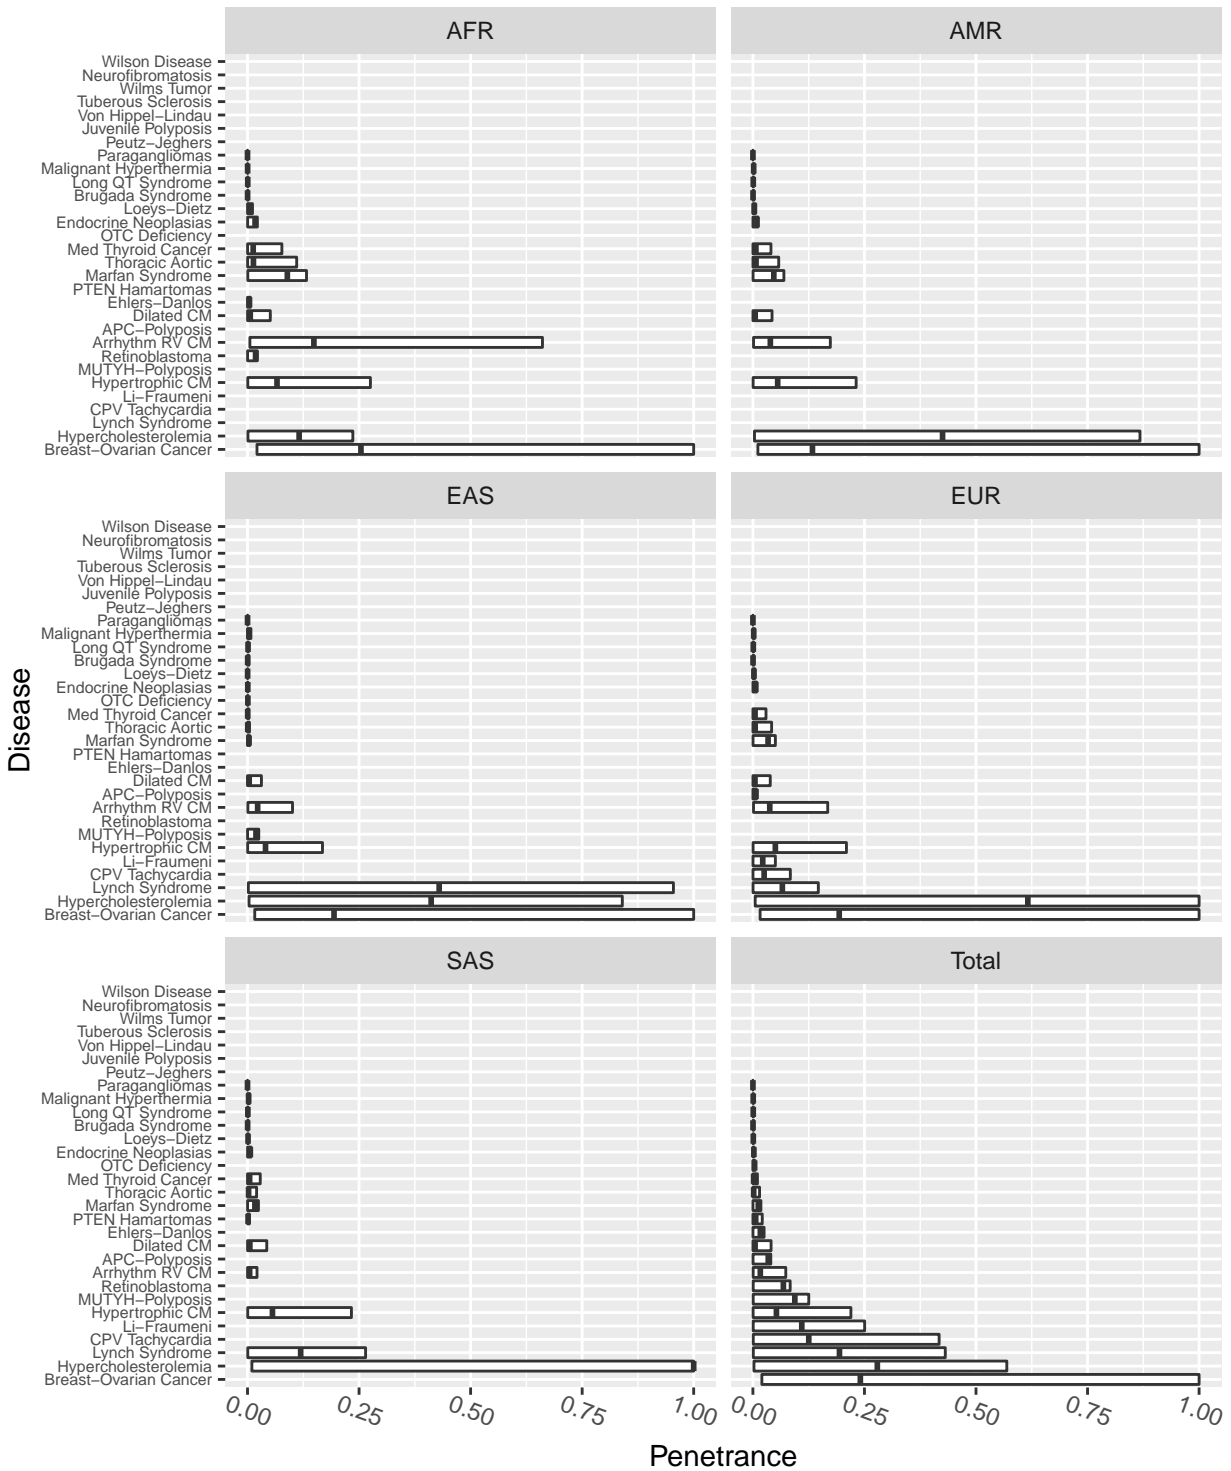 AFR
AMR
Wilson Disease
Neurofibromatosis
Wilms Tumor
Tuberous Sclerosis
Von Hippel−Lindau
Juvenile Polyposis
Peutz−Jeghers
Paragangliomas
Malignant Hyperthermia
Long QT Syndrome
Brugada Syndrome
Loeys−Dietz
Endocrine Neoplasias
OTC Deficiency
Med Thyroid Cancer
Thoracic Aortic
Marfan Syndrome
PTEN Hamartomas
Ehlers−Danlos
Dilated CM
APC−Polyposis
Arrhythm RV CM
Retinoblastoma
MUTYH−Polyposis
Hypertrophic CM
Li−Fraumeni
CPV Tachycardia
Lynch Syndrome
Hypercholesterolemia
Breast−Ovarian Cancer
EAS
EUR
Wilson Disease
Neurofibromatosis
Wilms Tumor
Tuberous Sclerosis
Von Hippel−Lindau
Juvenile Polyposis
Peutz−Jeghers
Paragangliomas
Malignant Hyperthermia
Long QT Syndrome
Brugada Syndrome
Loeys−Dietz
Endocrine Neoplasias
OTC Deficiency
Med Thyroid Cancer
Thoracic Aortic
Marfan Syndrome
PTEN Hamartomas
Ehlers−Danlos
Dilated CM
APC−Polyposis
Arrhythm RV CM
Retinoblastoma
MUTYH−Polyposis
Hypertrophic CM
Li−Fraumeni
CPV Tachycardia
Lynch Syndrome
Hypercholesterolemia
Breast−Ovarian Cancer
Disease
SAS
Total
Wilson Disease
Neurofibromatosis
Wilms Tumor
Tuberous Sclerosis
Von Hippel−Lindau
Juvenile Polyposis
Peutz−Jeghers
Paragangliomas
Malignant Hyperthermia
Long QT Syndrome
Brugada Syndrome
Loeys−Dietz
Endocrine Neoplasias
OTC Deficiency
Med Thyroid Cancer
Thoracic Aortic
Marfan Syndrome
PTEN Hamartomas
Ehlers−Danlos
Dilated CM
APC−Polyposis
Arrhythm RV CM
Retinoblastoma
MUTYH−Polyposis
Hypertrophic CM
Li−Fraumeni
CPV Tachycardia
Lynch Syndrome
Hypercholesterolemia
Breast−Ovarian Cancer
0.00 0.25 0.50 0.75 1.00
0.00 0.25 0.50 0.75 1.00
Penetrance